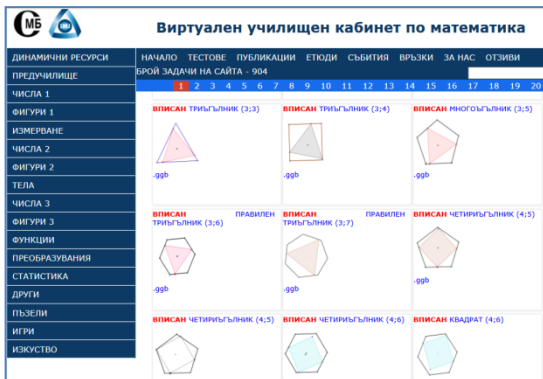 МБ
Виртуален училищен кабинет по математика
ДИНАМИЧНИ РЕСУРСИ
ПРЕДУЧИЛИЩЕ
ЧИСЛА 1
ФИГУРИ 1
ИЗМЕРВАНЕ
ЧИСЛА 2
ФИГУРИ 2
ТЕЛА
ЧИСЛА 3
ФИГУРИ 3
ФУНКЦИИ
ПРЕОБРАЗУВАНИЯ
СТАТИСТИКА
ДРУГИ
ПЪЗЕЛИ
ИГРИ
ИЗКУСТВО
НАЧАЛО ТЕСТОВЕ ПУБЛИКАЦИИ ЕТЮДИ СЪБИТИЯ ВРЪЗКИ ЗА НАС ОТЗИВИ
БРОЙ ЗАДАЧИ НА САЙТА - 904
1 2 3 4 5 6 7 8 9 10 11 12 13 14 15 16 17 18 19 20
ВПИСАН ТРИЪГЪЛНИК (3;3)
.ggb
ВПИСАН ТРИЪГЪЛНИК (3;4)
ВПИСАН МНОГОЪГЪЛНИК (3;5)
.ggb
ВПИСАН ПРАВИЛЕН
ТРИЪГЪЛНИК (3;6)
.ggb
ВПИСАН ПРАВИЛЕН
ТРИЪГЪЛНИК (3;7)
.ggb
ВПИСАН ЧЕТИРИЪГЪЛНИК (4;5)
.ggb
ВПИСАН ЧЕТИРИЪГЪЛНИК (4;5)
ВПИСАН ЧЕТИРИЪГЪЛНИК (4;6)
ВПИСАН КВАДРАТ (4;6)